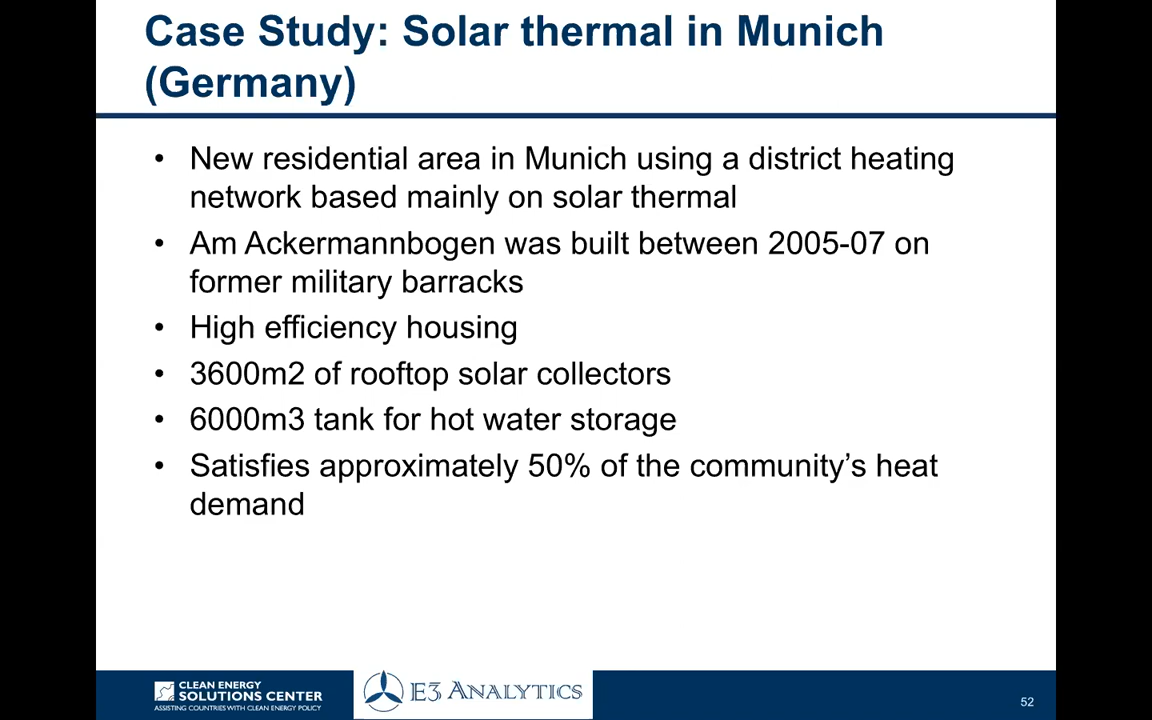 Case Study: Solar thermal in Munich
(Germany)
• New residential area in Munich using a district heating
network based mainly on solar thermal
• Am Ackermannbogen was built between 2005-07 on
former military barracks
• High efficiency housing
• 3600m2 of rooftop solar collectors
• 6000m3 tank for hot water storage
• Satisfies approximately 50% of the community’s heat
demand
CLEAN ENERGY
SOLUTIONS CENTER
ASSISTING COUNTRIES WITH CLEAN ENERGY POLICY
E3 ANALYTICS
52